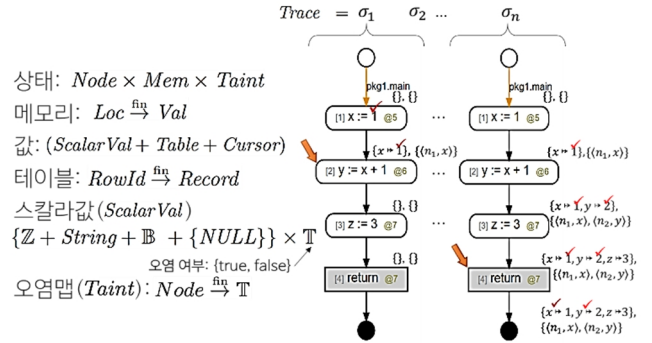 Trace = σ₁ σ₂ ... σₙ
상태: Node × Mem × Taint
메모리: Loc fin→ Val
값: (ScalarVal + Table + Cursor)
테이블: RowId fin→ Record
스칼라값(ScalarVal)
{ℤ + String + 𝔹 + {NULL}} × 𝕋
오염 여부: {true, false}
오염맵(Taint): Node fin→ 𝕋
pkg1.main
{}, {}
[1] x := 1 @5
{x ↦ 1}, {⟨n₁, x⟩}
[2] y := x + 1 @6
{}, {}
[3] z := 3 @7
{}, {}
[4] return @7
...
...
...
...
pkg1.main
{}, {}
[1] x := 1 @5
{x ↦ 1}, {⟨n₁, x⟩}
[2] y := x + 1 @6
{x ↦ 1, y ↦ 2},
{⟨n₁, x⟩, ⟨n₂, y⟩}
[3] z := 3 @7
{x ↦ 1, y ↦ 2, z ↦ 3},
{⟨n₁, x⟩, ⟨n₂, y⟩}
[4] return @7
{x ↦ 1, y ↦ 2, z ↦ 3},
{⟨n₁, x⟩, ⟨n₂, y⟩}